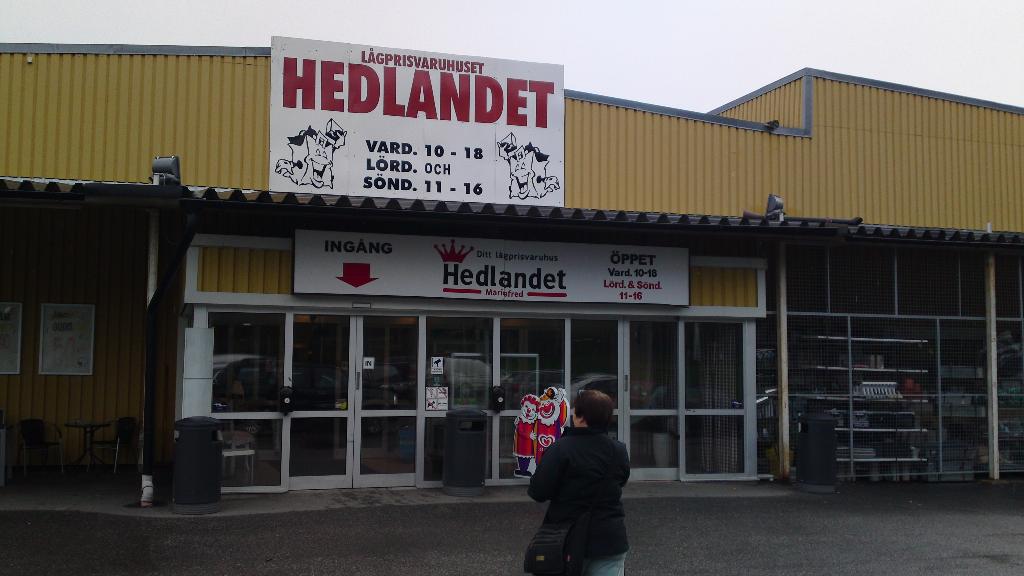 LÅGPRISVARUHUSET
HEDLANDET
VARD. 10 - 18
LÖRD. OCH
SÖND. 11 - 16
INGÅNG
Ditt lågprisvaruhus
Hedlandet
Mariefred
ÖPPET
Vard. 10-18
Lörd. & Sönd.
11-16
IN